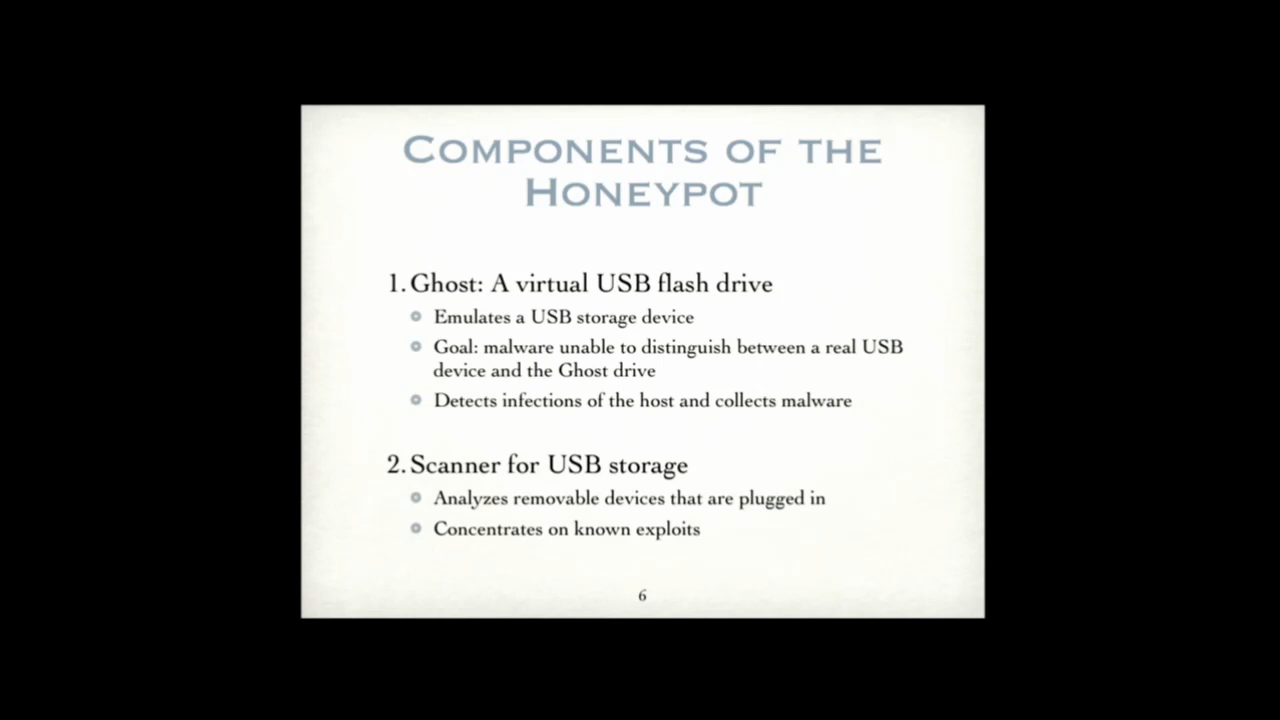 COMPONENTS OF THE
HONEYPOT
1. Ghost: A virtual USB flash drive
Emulates a USB storage device
Goal: malware unable to distinguish between a real USB
device and the Ghost drive
Detects infections of the host and collects malware
2. Scanner for USB storage
Analyzes removable devices that are plugged in
Concentrates on known exploits
6